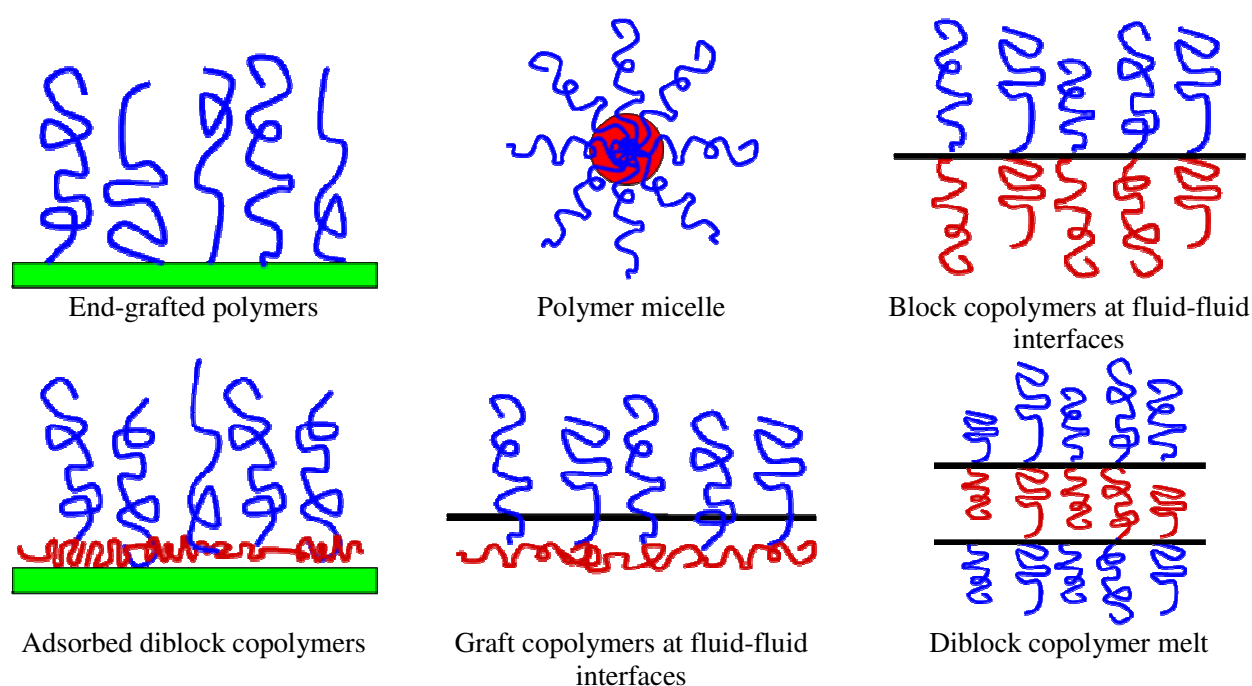 End-grafted polymers
Polymer micelle
Block copolymers at fluid-fluid
interfaces
Adsorbed diblock copolymers
Graft copolymers at fluid-fluid
interfaces
Diblock copolymer melt